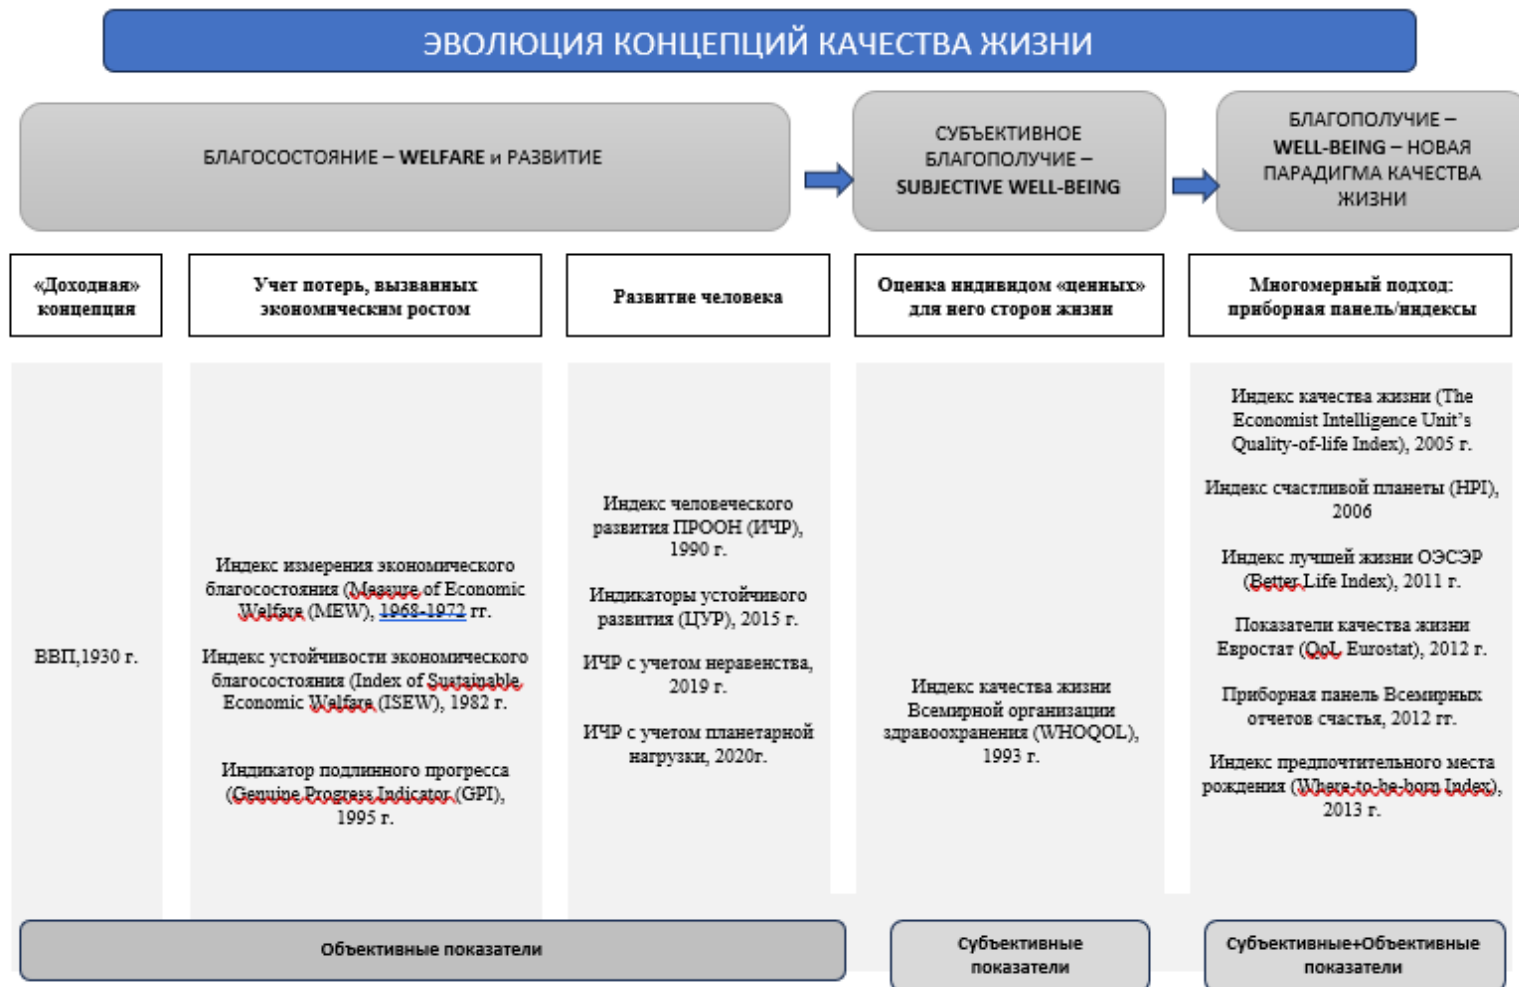 ЭВОЛЮЦИЯ КОНЦЕПЦИЙ КАЧЕСТВА ЖИЗНИ
БЛАГОСОСТОЯНИЕ – WELFARE и РАЗВИТИЕ
СУБЪЕКТИВНОЕ
БЛАГОПОЛУЧИЕ –
SUBJECTIVE WELL-BEING
БЛАГОПОЛУЧИЕ –
WELL-BEING – НОВАЯ
ПАРАДИГМА КАЧЕСТВА
ЖИЗНИ
«Доходная»
концепция
Учет потерь, вызванных
экономическим ростом
Развитие человека
Оценка индивидом «ценных»
для него сторон жизни
Многомерный подход:
приборная панель/индексы
ВВП,1930 г.
Индекс измерения экономического
благосостояния (Measure of Economic
Welfare (MEW), 1968-1972 гг.
Индекс устойчивости экономического
благосостояния (Index of Sustainable
Economic Welfare (ISEW), 1982 г.
Индикатор подлинного прогресса
(Genuine Progress Indicator (GPI),
1995 г.
Индекс человеческого
развития ПРООН (ИЧР),
1990 г.
Индикаторы устойчивого
развития (ЦУР), 2015 г.
ИЧР с учетом неравенства,
2019 г.
ИЧР с учетом планетарной
нагрузки, 2020г.
Индекс качества жизни
Всемирной организации
здравоохранения (WHOQOL),
1993 г.
Индекс качества жизни (The
Economist Intelligence Unit’s
Quality-of-life Index), 2005 г.
Индекс счастливой планеты (HPI),
2006
Индекс лучшей жизни ОЭСЭР
(Better Life Index), 2011 г.
Показатели качества жизни
Евростат (QoL Eurostat), 2012 г.
Приборная панель Всемирных
отчетов счастья, 2012 гг.
Индекс предпочтительного места
рождения (Where-to-be-born Index),
2013 г.
Объективные показатели
Субъективные
показатели
Субъективные+Объективные
показатели